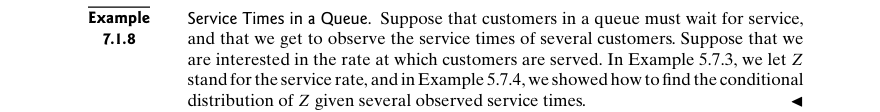 Example
7.1.8
Service Times in a Queue. Suppose that customers in a queue must wait for service,
and that we get to observe the service times of several customers. Suppose that we
are interested in the rate at which customers are served. In Example 5.7.3, we let Z
stand for the service rate, and in Example 5.7.4, we showed how to find the conditional
distribution of Z given several observed service times. ◄